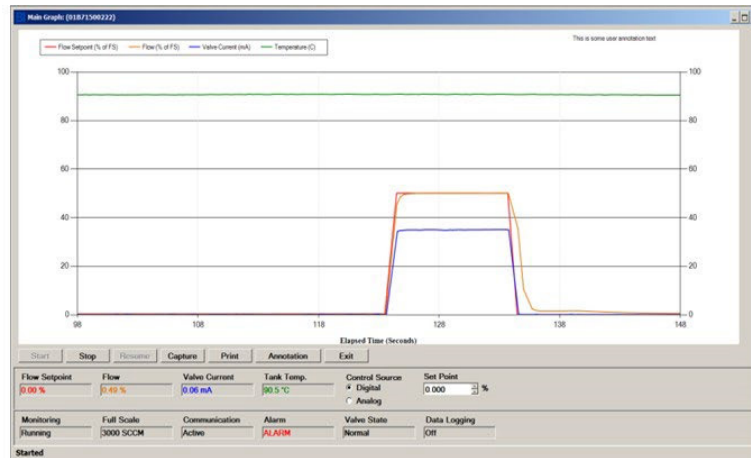 Main Graph: (01B71500222)
This is some user annotation text
Flow Setpoint (% of FS) Flow (% of FS) Valve Current (mA) Temperature (C)
100 100
80 80
60 60
40 40
20 20
0 0
98 108 118 128 138 148
Elapsed Time (Seconds)
Start Stop Resume Capture Print Annotation Exit
Flow Setpoint Flow Valve Current Tank Temp. Control Source Set Point
0.00 % 0.49 % 0.06 mA 90.5 °C Digital 0.000 %
Analog
Monitoring Full Scale Communication Alarm Valve State Data Logging
Running 3000 SCCM Active ALARM Normal Off
Started